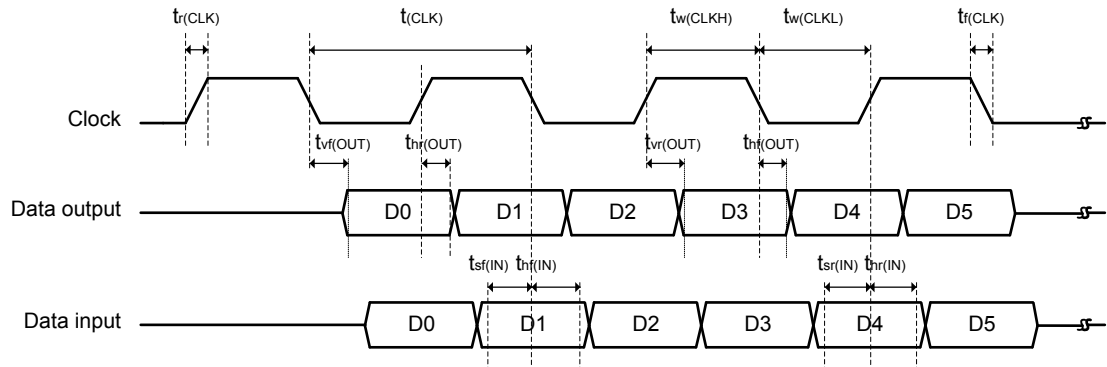 tr(CLK) t(CLK) tw(CLKH) tw(CLKL) tf(CLK)
Clock
tvf(OUT) thr(OUT) tvr(OUT) thf(OUT)
Data output D0 D1 D2 D3 D4 D5
tsf(IN) thf(IN) tsr(IN) thr(IN)
Data input D0 D1 D2 D3 D4 D5